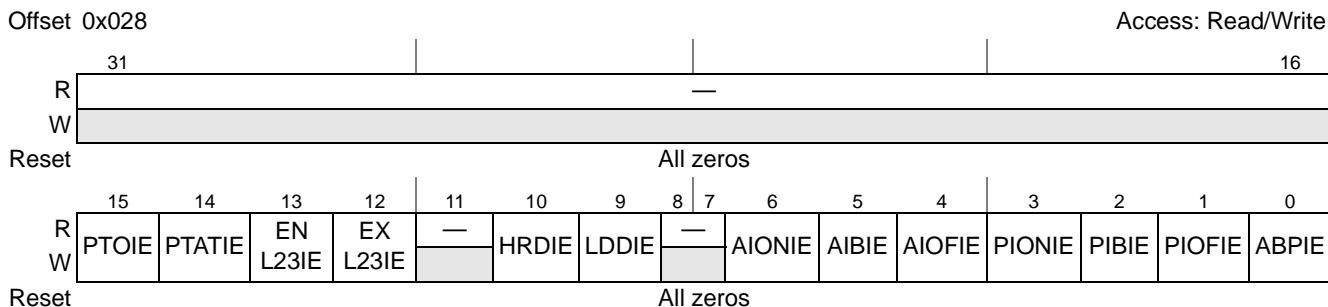 Offset 0x028 Access: Read/Write
31 16
R —
W
Reset All zeros
15 14 13 12 11 10 9 8 7 6 5 4 3 2 1 0
R W PTOIE PTATIE EN L23IE EX L23IE — HRDIE LDDIE — AIONIE AIBIE AIOFIE PIONIE PIBIE PIOFIE ABPIE
Reset All zeros